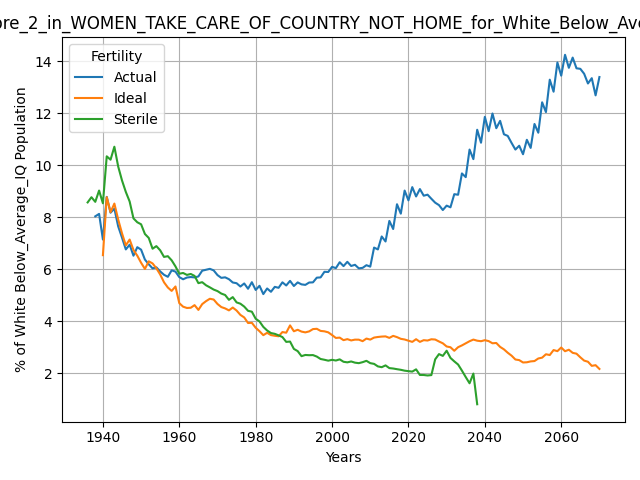 ore_2_in_WOMEN_TAKE_CARE_OF_COUNTRY_NOT_HOME_for_White_Below_Ave
Fertility
Actual
Ideal
Sterile
% of White Below_Average_IQ Population
14
12
10
8
6
4
2
1940 1960 1980 2000 2020 2040 2060
Years